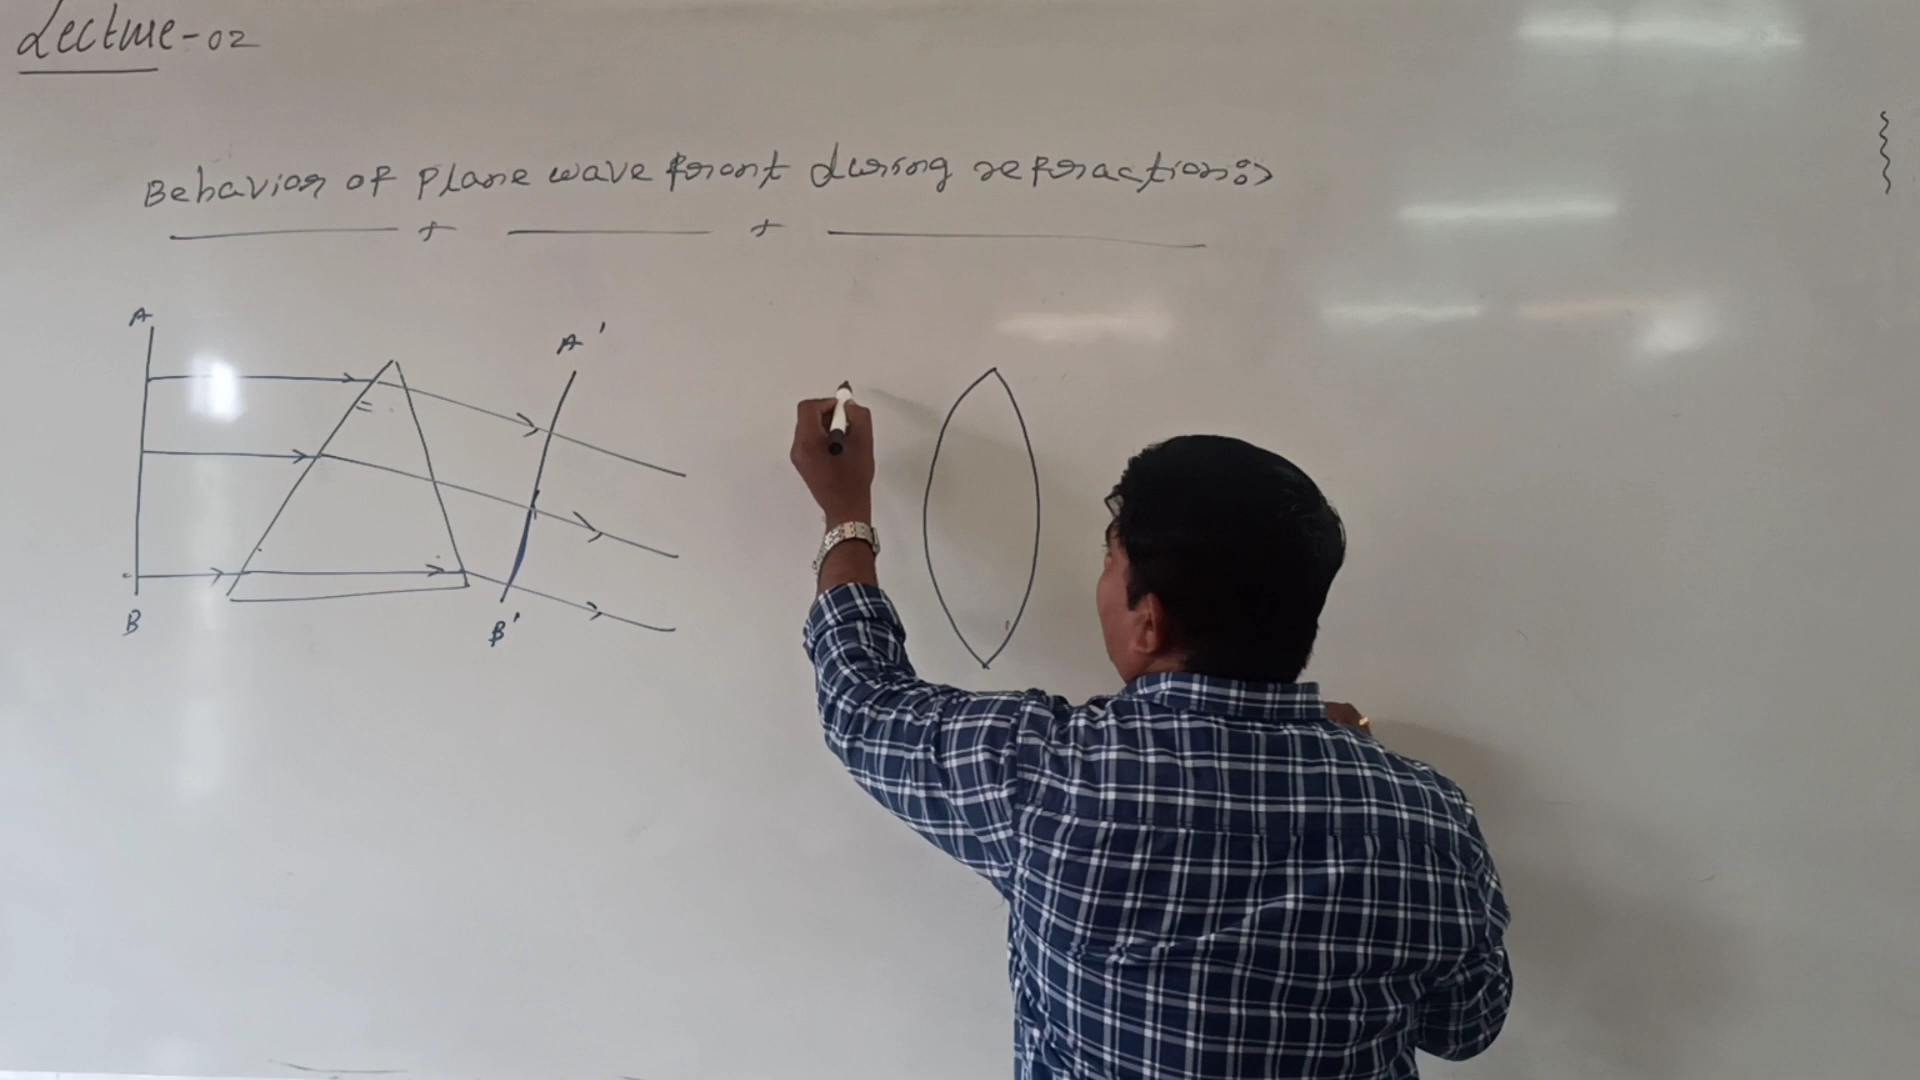 Lecture-02
Behavior of plane wave front during refraction:>
A
A'
B
B'